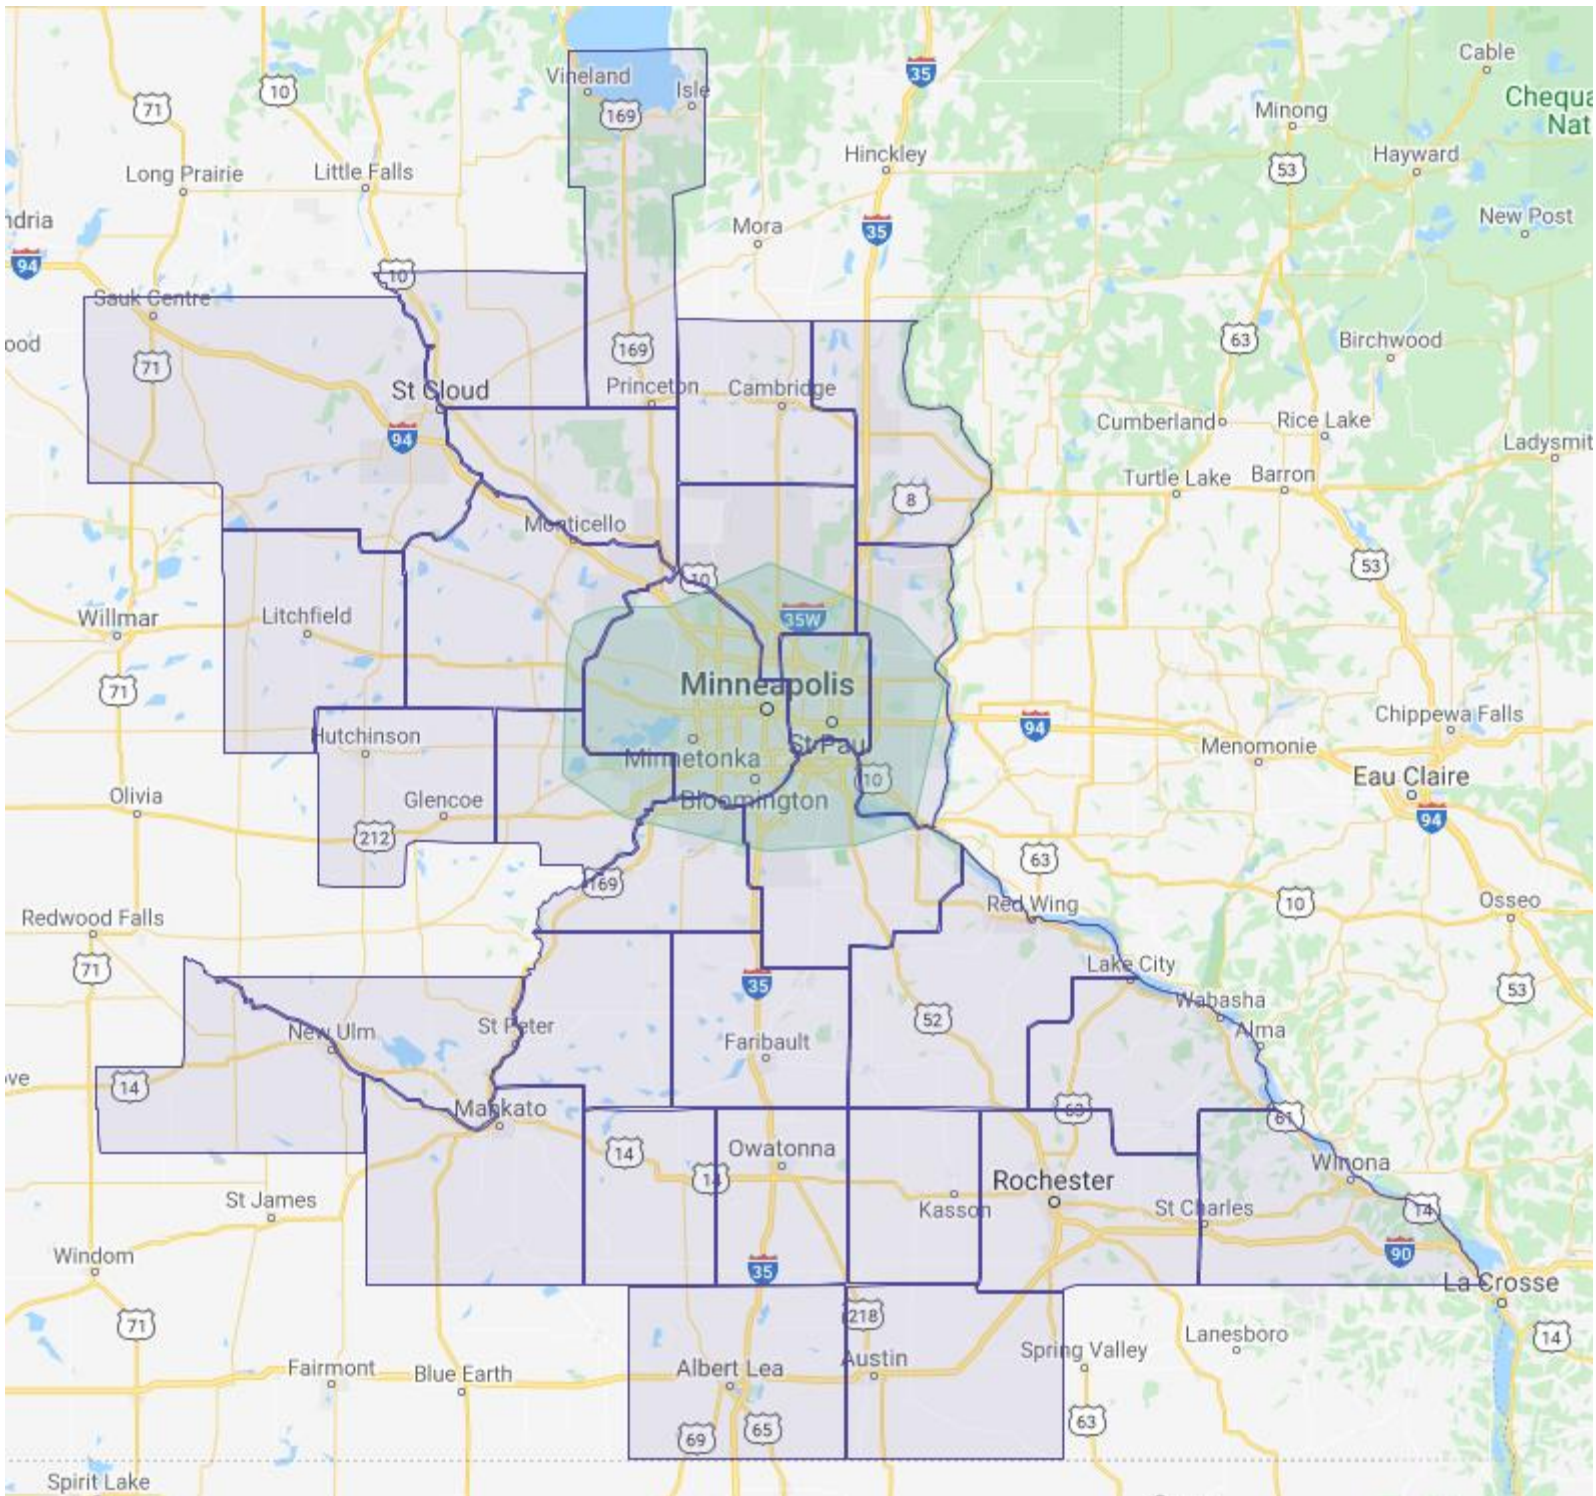 Cable
Vineland
Isle
35
Chequa
Nat
71
10
169
Minong
Hinckley
Hayward
53
Long Prairie
Little Falls
New Post
ndria
Mora
35
94
10
Sauk Centre
63
Birchwood
ood
71
169
St Cloud
Princeton
Cambridge
Cumberland
Rice Lake
94
Ladysmit
Turtle Lake
Barron
8
Monticello
53
10
Willmar
Litchfield
35W
71
Minneapolis
94
Chippewa Falls
Hutchinson
St Pau
Menomonie
Minnetonka
10
Eau Claire
Olivia
Glencoe
Bloomington
94
212
63
169
Redwood Falls
Red Wing
10
Osseo
71
Lake City
35
53
Wabasha
New Ulm
St Peter
52
Alma
Faribault
ve
14
Mankato
63
61
14
Owatonna
14
Winona
Rochester
St James
Kasson
St Charles
14
Windom
35
90
La Crosse
71
218
Lanesboro
14
Fairmont
Blue Earth
Albert Lea
Austin
Spring Valley
69
65
63
Spirit Lake